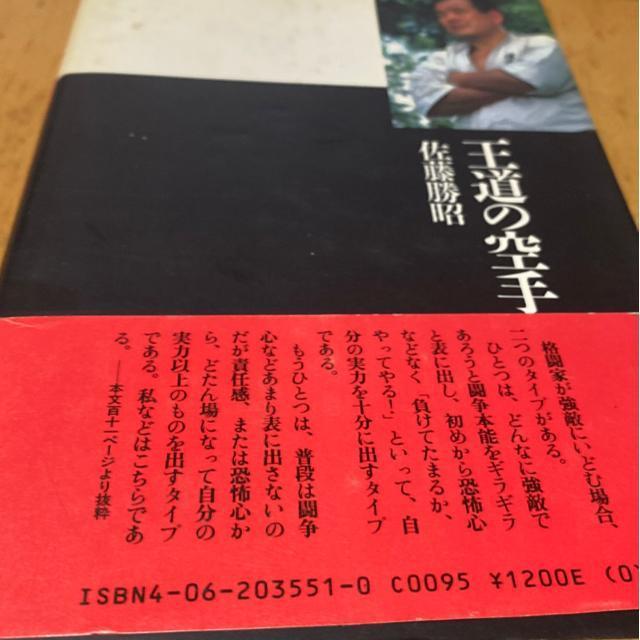 王道の空手
佐藤勝昭
格闘家が強敵にいどむ場合、
二つのタイプがある。
ひとつは、どんなに強敵で
あろうと闘争本能をギラギラ
と表に出し、初めから恐怖心
などなく「負けてたまるか、
やってやる!」といって、自
分の実力を十分に出すタイプ
である。
もうひとつは、普段は闘争
心などあまり表に出さないの
だが責任感、または恐怖心か
ら、どたん場になって自分の
実力以上のものを出すタイプ
である。私などはこちらであ
る。
――本文百十一ページより抜粋
ISBN4-06-203551-0 C0095 ¥1200E (0)